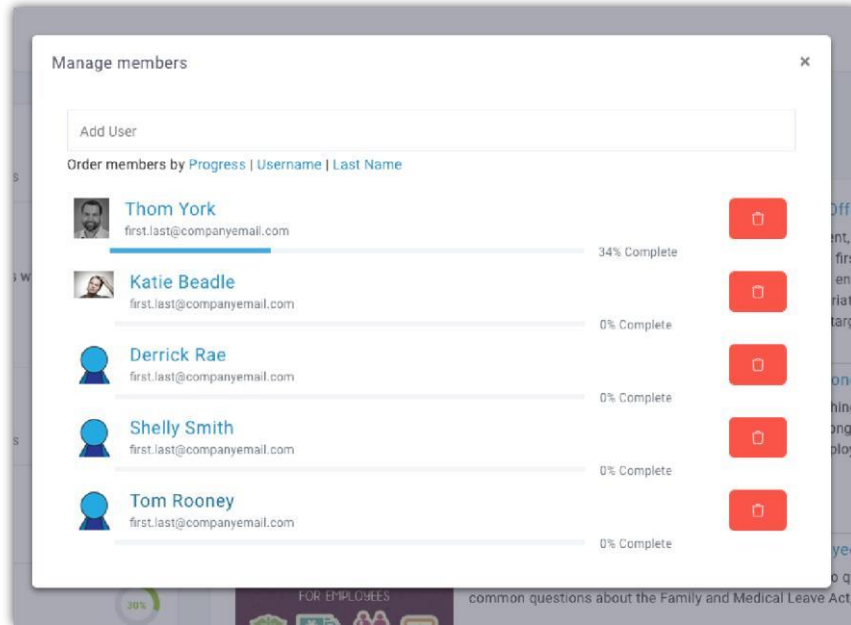 Manage members
×
Add User
Order members by Progress | Username | Last Name
Thom York
first.last@companyemail.com
34% Complete
Katie Beadle
first.last@companyemail.com
0% Complete
Derrick Rae
first.last@companyemail.com
0% Complete
Shelly Smith
first.last@companyemail.com
0% Complete
Tom Rooney
first.last@companyemail.com
0% Complete
30%
FOR EMPLOYEES
common questions about the Family and Medical Leave Act,